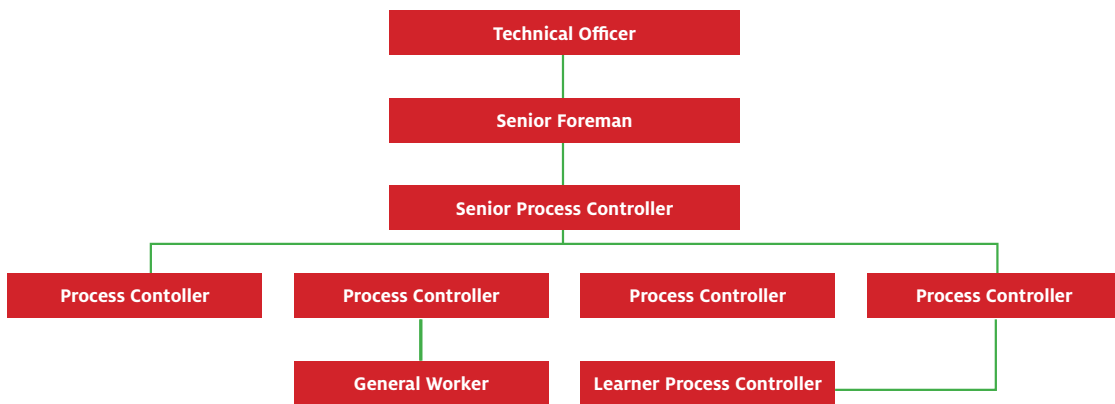 Technical Officer
Senior Foreman
Senior Process Controller
Process Contoller
Process Controller
Process Controller
Process Controller
General Worker
Learner Process Controller